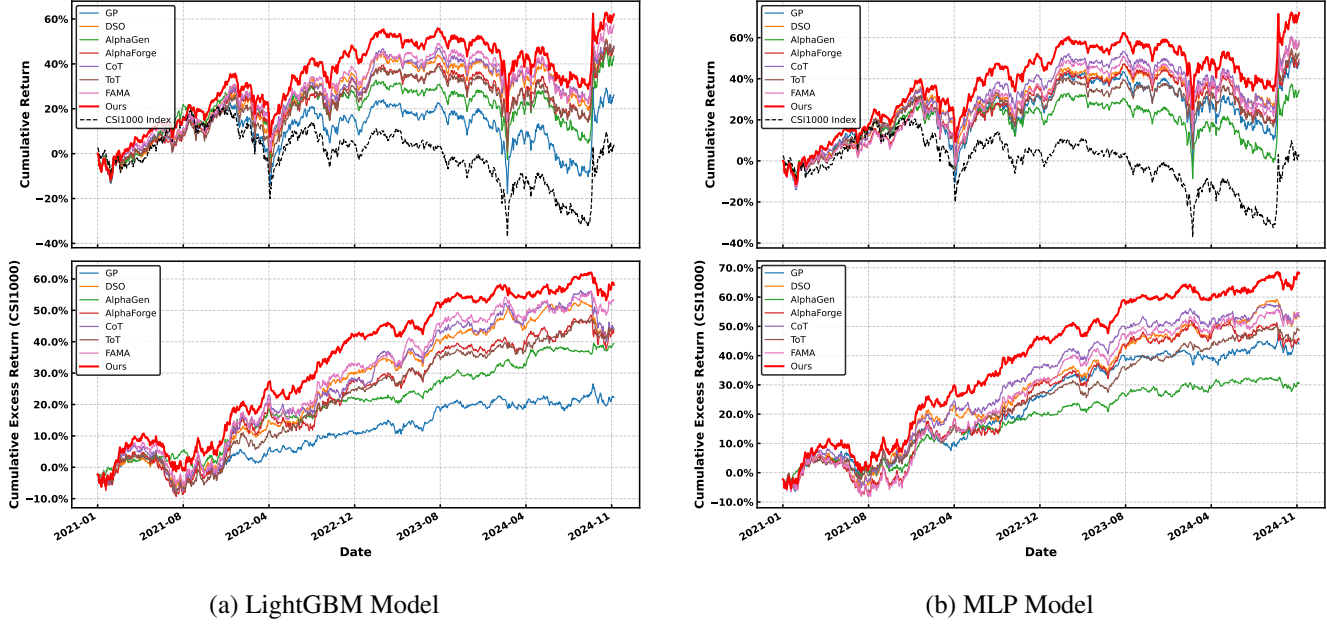 Cumulative Return
60%
40%
20%
0%
−20%
−40%
GP
DSO
AlphaGen
AlphaForge
CoT
ToT
FAMA
Ours
CSI1000 Index
Cumulative Excess Return (CSI1000)
60.0%
50.0%
40.0%
30.0%
20.0%
10.0%
0.0%
−10.0%
GP
DSO
AlphaGen
AlphaForge
CoT
ToT
FAMA
Ours
2021-01
2021-08
2022-04
2022-12
2023-08
2024-04
2024-11
Date
(a) LightGBM Model
Cumulative Return
60%
40%
20%
0%
−20%
−40%
GP
DSO
AlphaGen
AlphaForge
CoT
ToT
FAMA
Ours
CSI1000 Index
Cumulative Excess Return (CSI1000)
70.0%
60.0%
50.0%
40.0%
30.0%
20.0%
10.0%
0.0%
−10.0%
GP
DSO
AlphaGen
AlphaForge
CoT
ToT
FAMA
Ours
2021-01
2021-08
2022-04
2022-12
2023-08
2024-04
2024-11
Date
(b) MLP Model